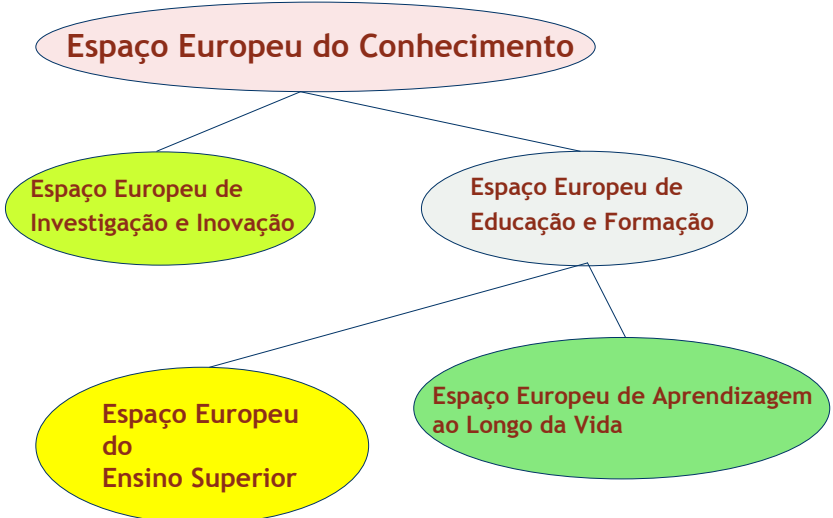 Espaço Europeu do Conhecimento
Espaço Europeu de
Investigação e Inovação
Espaço Europeu de
Educação e Formação
Espaço Europeu
do
Ensino Superior
Espaço Europeu de Aprendizagem
ao Longo da Vida